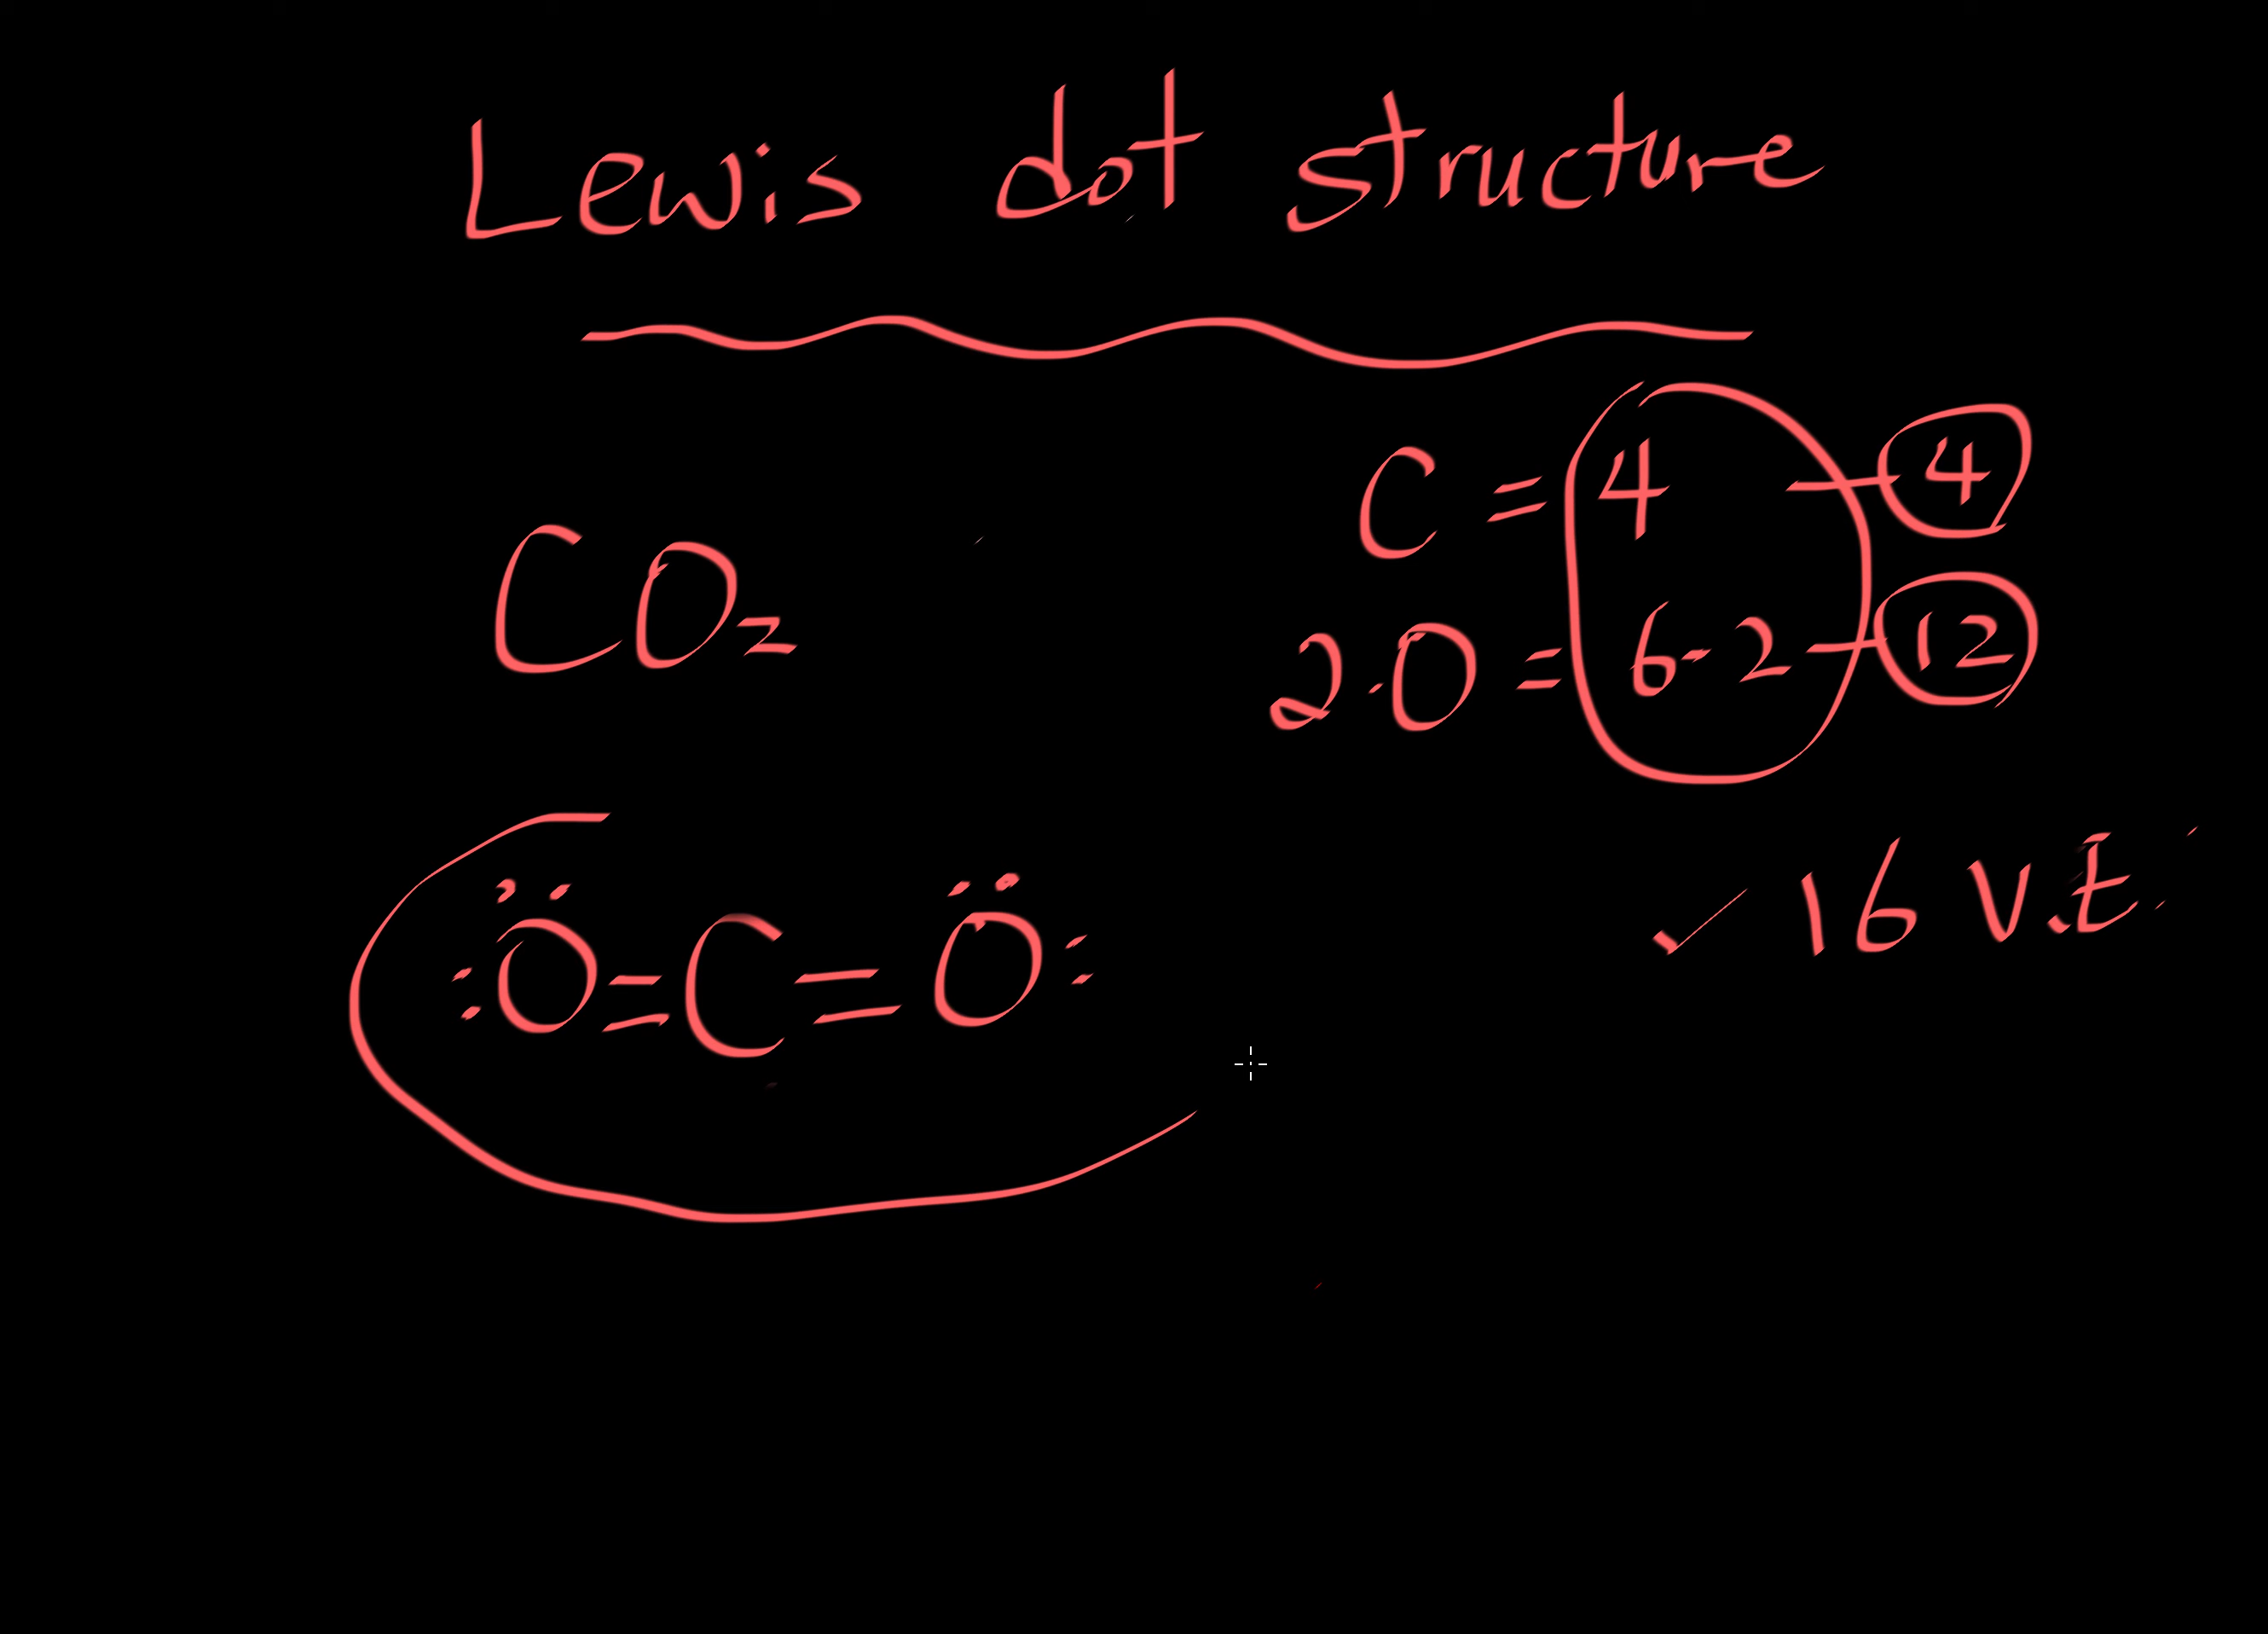 Lewis dot structure
C = 4 - 4
CO₂
2·O = 6·2 - 12
:Ö=C=Ö:
✓ 16 V.E.